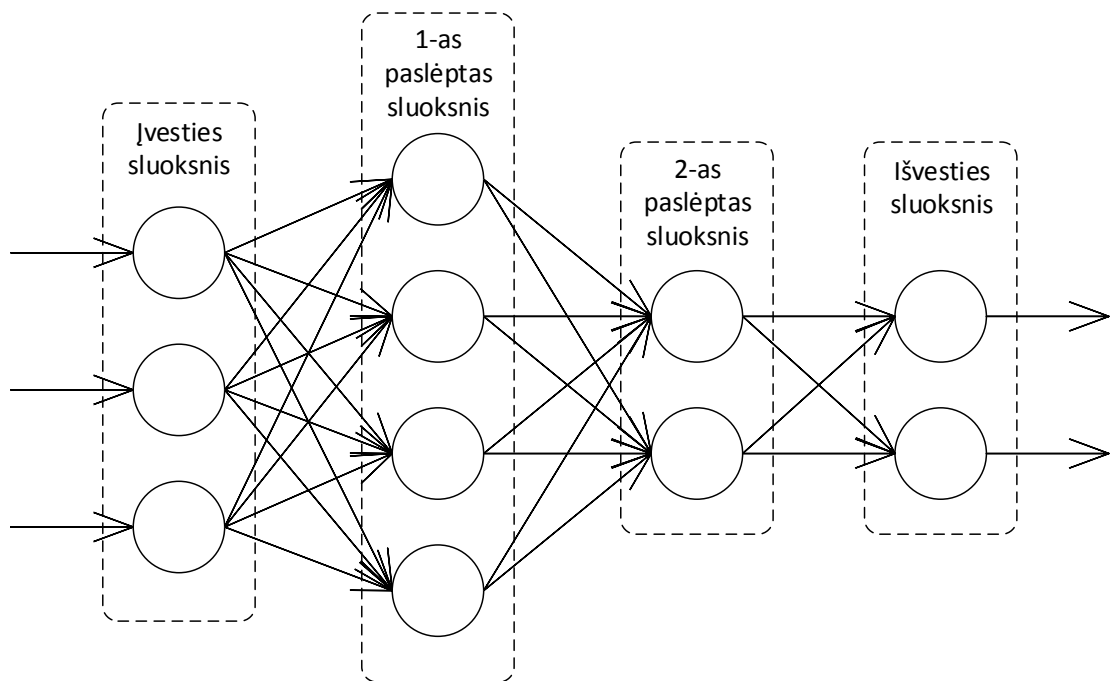 Įvesties
sluoksnis
1-as
paslėptas
sluoksnis
2-as
paslėptas
sluoksnis
Išvesties
sluoksnis